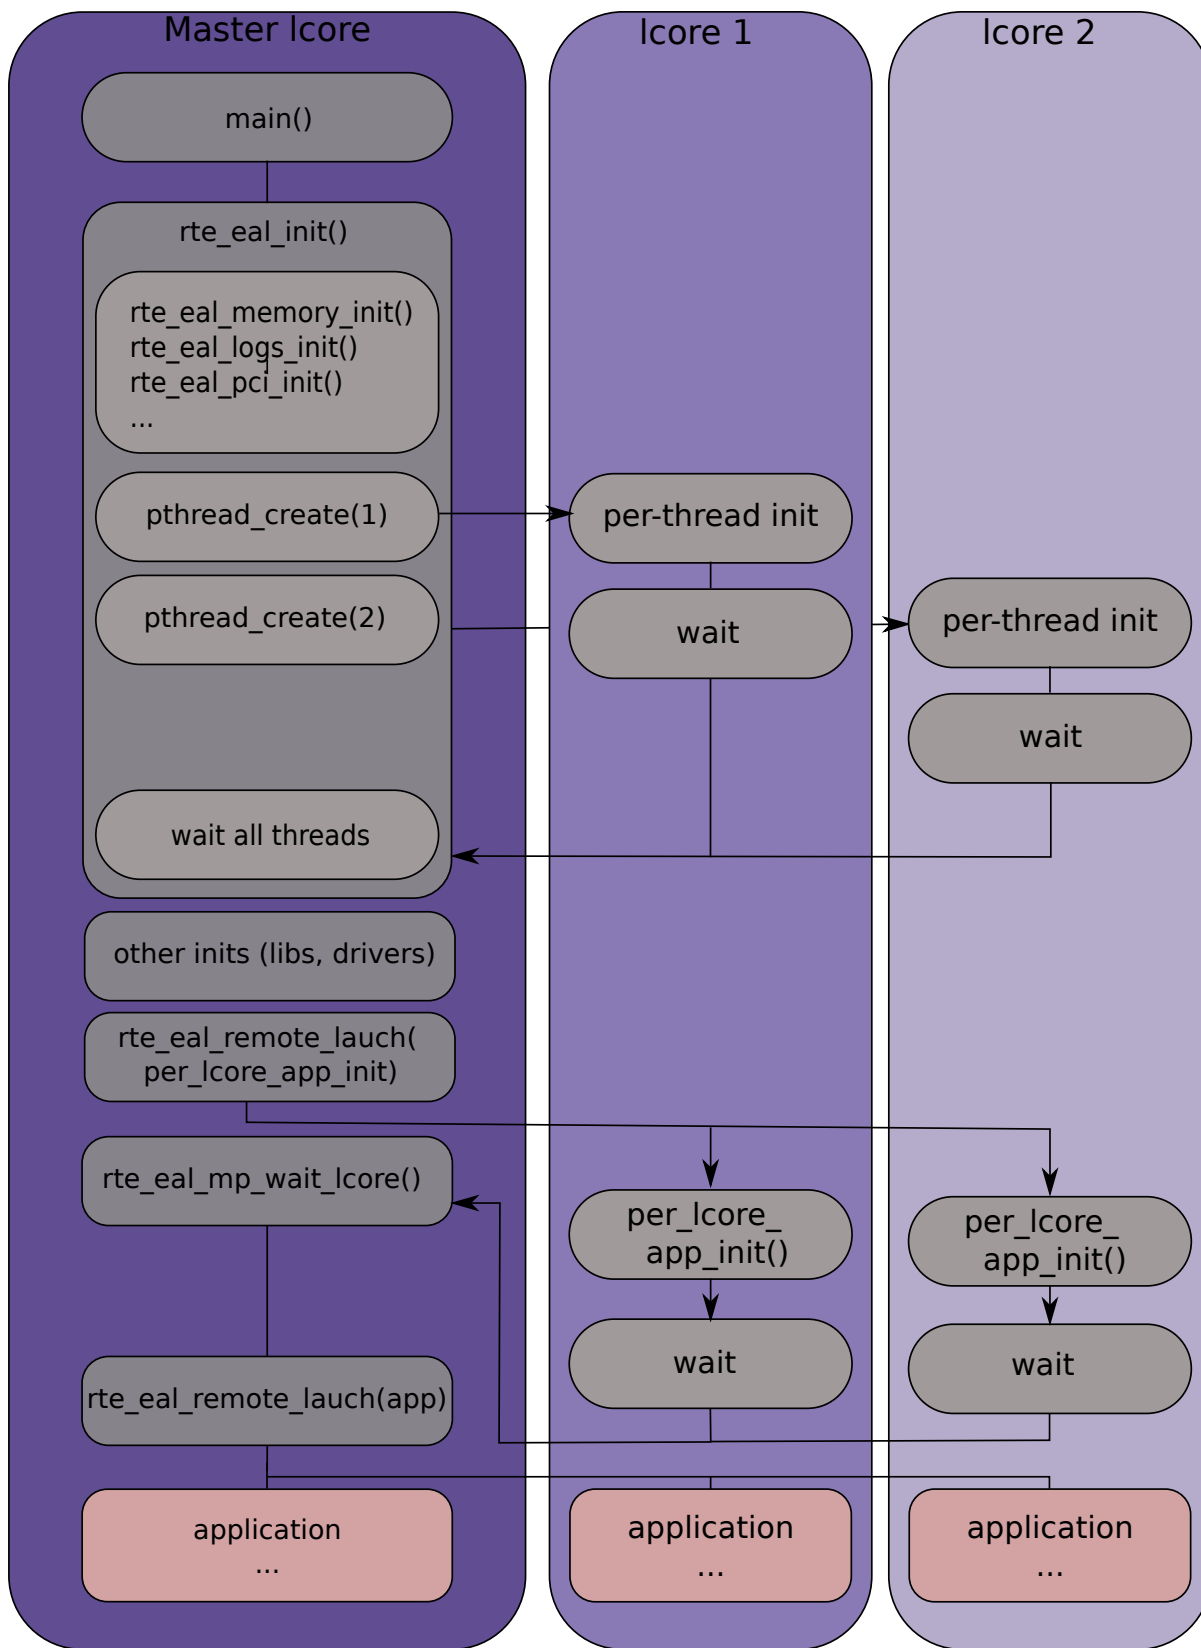 Master lcore
main()
rte_eal_init()
rte_eal_memory_init()
rte_eal_logs_init()
rte_eal_pci_init()
...
pthread_create(1)
pthread_create(2)
wait all threads
other inits (libs, drivers)
rte_eal_remote_lauch(
per_lcore_app_init)
rte_eal_mp_wait_lcore()
rte_eal_remote_lauch(app)
application
...
lcore 1
per-thread init
wait
per_lcore_
app_init()
wait
application
...
lcore 2
per-thread init
wait
per_lcore_
app_init()
wait
application
...